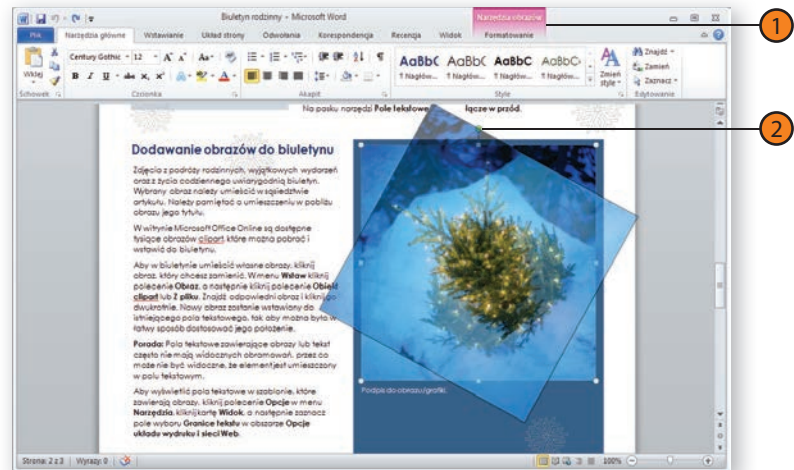 Biuletyn rodzinny - Microsoft Word
Narzędzia obrazów
Plik Narzędzia główne Wstawianie Układ strony Odwołania Korespondencja Recenzja Widok Formatowanie
Wklej
Century Gothic 12 A A Aa
B I U abc x₂ x² A
AaBbC AaBbC AaBbC AaBbC
¶ Nagłów... ¶ Nagłów... ¶ Nagłów... ¶ Nagłów...
Zmień style
Znajdź
Zamień
Zaznacz
Schowek Czcionka Akapit Style Edytowanie
1
Na pasku narzędzi Pole tekstowe łącze w przód.
2
Dodawanie obrazów do biuletynu
Zdjęcia z podróży rodzinnych, wyjątkowych wydarzeń
oraz z życia codziennego uwiarygodnią biuletyn.
Wybrany obraz należy umieścić w sąsiedztwie
artykułu. Należy pamiętać o umieszczeniu w pobliżu
obrazu jego tytułu.
W witrynie Microsoft Office Online są dostępne
tysiące obrazów clipart, które można pobrać i
wstawić do biuletynu.
Aby w biuletynie umieścić własne obrazy, kliknij
obraz, który chcesz zamienić. W menu Wstaw kliknij
polecenie Obraz, a następnie kliknij polecenie Obiekt
clipart lub Z pliku. Znajdź odpowiedni obraz i kliknij go
dwukrotnie. Nowy obraz zostanie wstawiony do
istniejącego pola tekstowego, tak aby można było w
łatwy sposób dostosować jego położenie.
Porada: Pola tekstowe zawierające obrazy lub tekst
często nie mają widocznych obramowań, przez co
może nie być widoczne, że element jest umieszczony
w polu tekstowym.
Aby wyświetlić pola tekstowe w szablonie, które
zawierają obrazy, kliknij polecenie Opcje w menu
Narzędzia, kliknij kartę Widok, a następnie zaznacz
pole wyboru Granice tekstu w obszarze Opcje
układu wydruku i sieci Web.
Podpis do obrazu/grafiki.
Strona: 2 z 3 Wyrazy: 0 100%